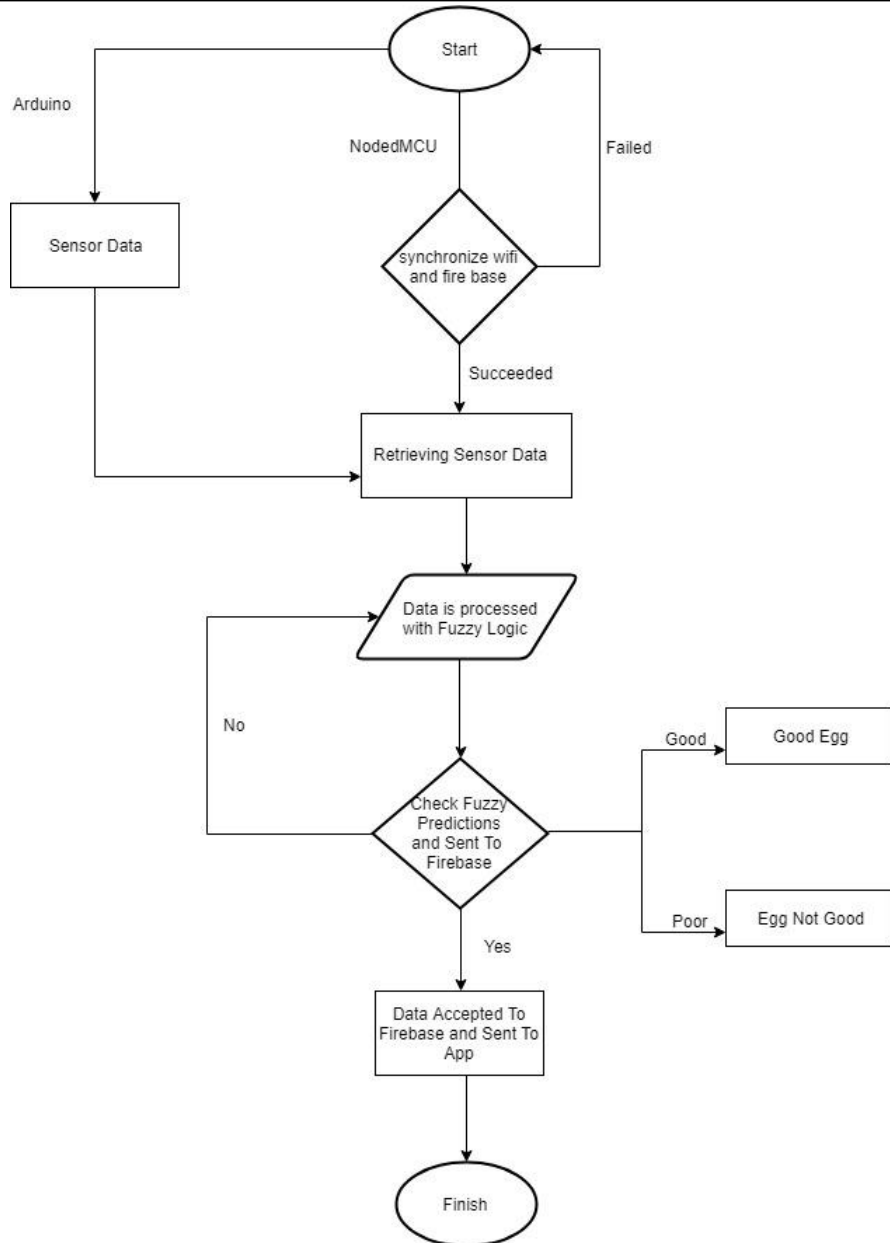 Start
Arduino
NodedMCU
Failed
Sensor Data
synchronize wifi
and fire base
Succeeded
Retrieving Sensor Data
Data is processed
with Fuzzy Logic
No
Good
Good Egg
Check Fuzzy
Predictions
and Sent To
Firebase
Poor
Egg Not Good
Yes
Data Accepted To
Firebase and Sent To
App
Finish